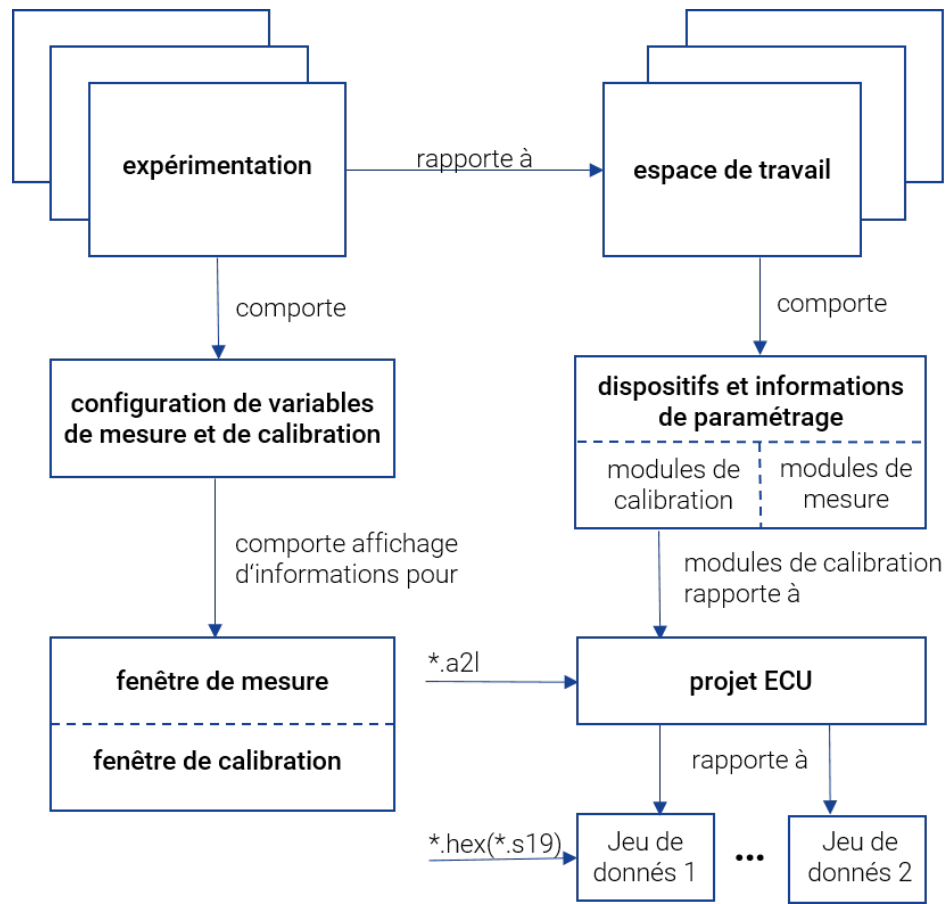 expérimentation
rapporte à
espace de travail
comporte
comporte
configuration de variables
de mesure et de calibration
dispositifs et informations
de paramétrage
modules de
calibration
modules de
mesure
comporte affichage
d‘informations pour
modules de calibration
rapporte à
fenêtre de mesure
fenêtre de calibration
*.a2l
projet ECU
rapporte à
*.hex(*.s19)
Jeu de
donnés 1
•••
Jeu de
donnés 2